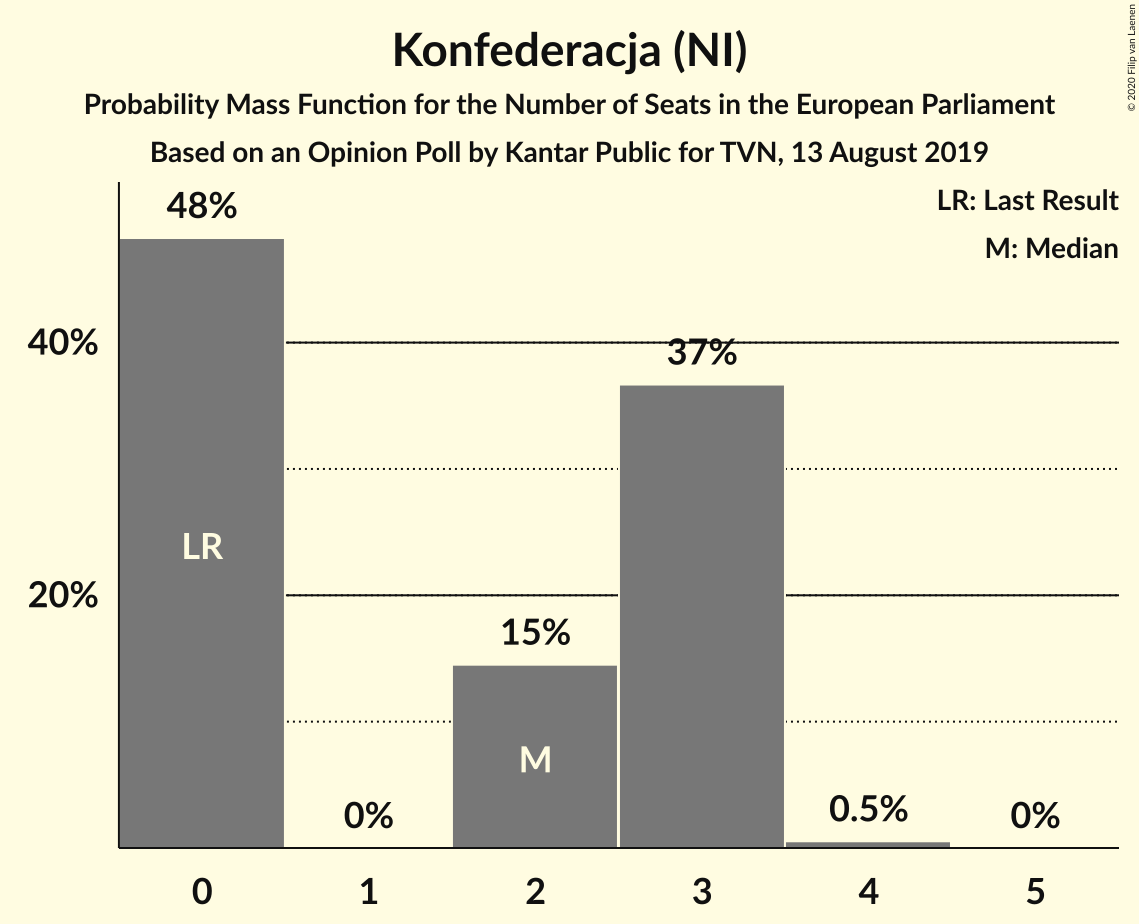 Konfederacja (NI)
Probability Mass Function for the Number of Seats in the European Parliament
Based on an Opinion Poll by Kantar Public for TVN, 13 August 2019
© 2020 Filip van Laenen
LR: Last Result
M: Median
48%
40%
37%
LR
20%
15%
M
0%
0.5%
0%
0 1 2 3 4 5